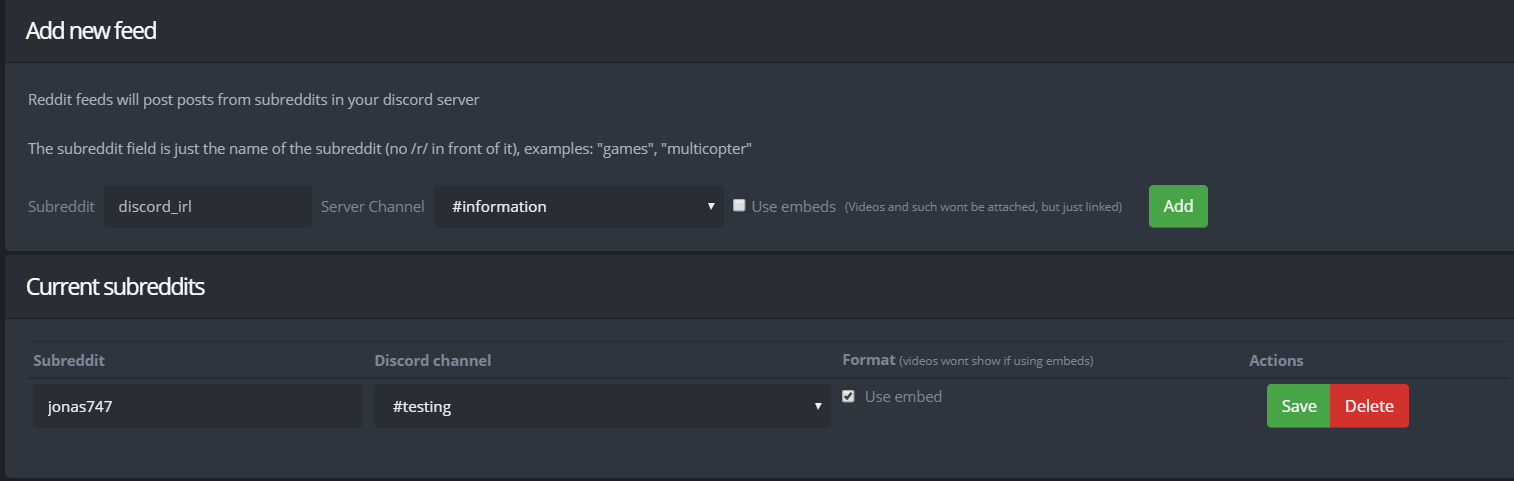 Add new feed
Reddit feeds will post posts from subreddits in your discord server
The subreddit field is just the name of the subreddit (no /r/ in front of it), examples: "games", "multicopter"
Subreddit discord_irl Server Channel #information Use embeds (Videos and such wont be attached, but just linked) Add
Current subreddits
Subreddit Discord channel Format (videos wont show if using embeds) Actions
jonas747 #testing Use embed Save Delete